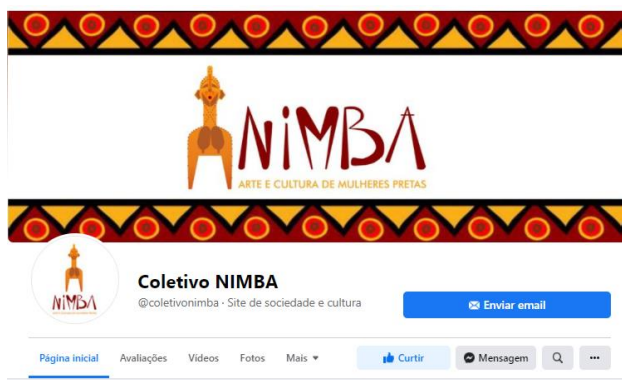 NiMBA
ARTE E CULTURA DE MULHERES PRETAS
NiMBA
Coletivo NIMBA
@coletivonimba · Site de sociedade e cultura
Enviar email
Página inicial Avaliações Vídeos Fotos Mais Curtir Mensagem